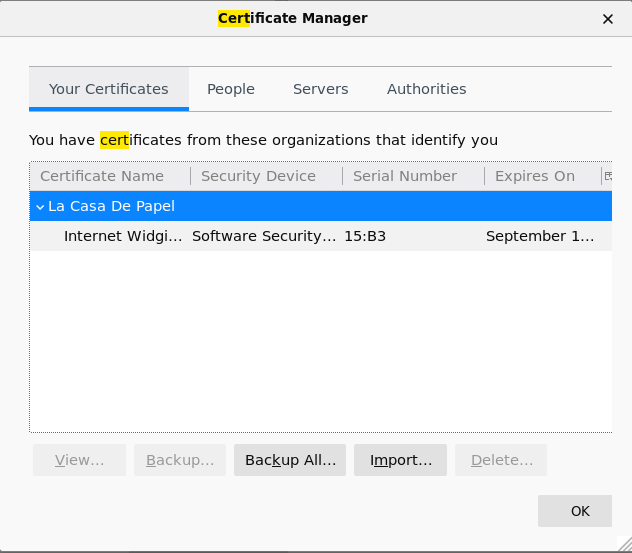 Certificate Manager
Your Certificates People Servers Authorities
You have certificates from these organizations that identify you
Certificate Name Security Device Serial Number Expires On
La Casa De Papel
Internet Widgi... Software Security... 15:B3 September 1...
View... Backup... Backup All... Import... Delete...
OK